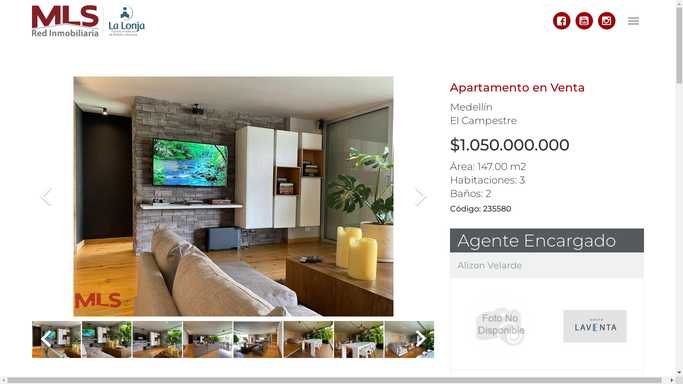 MLS
Red Inmobiliaria
La Lonja
Apartamento en Venta
Medellín
El Campestre
$1.050.000.000
Área: 147.00 m2
Habitaciones: 3
Baños: 2
Código: 235580
MLS
Agente Encargado
Alizon Velarde
Foto No
Disponible
LAVENTA